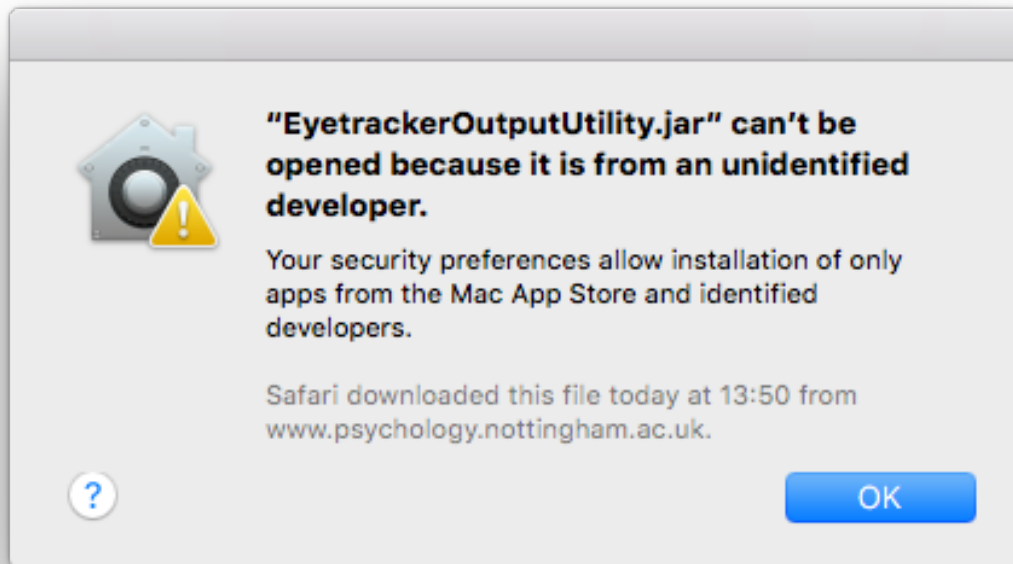 “EyetrackerOutputUtility.jar” can’t be
opened because it is from an unidentified
developer.
Your security preferences allow installation of only
apps from the Mac App Store and identified
developers.
Safari downloaded this file today at 13:50 from
www.psychology.nottingham.ac.uk.
?
OK